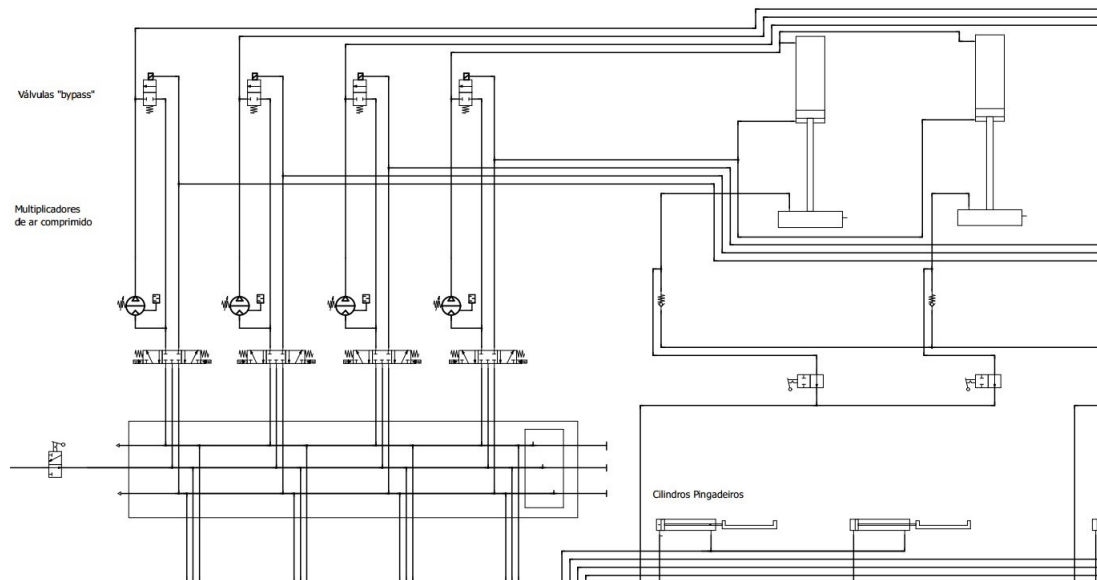 Válvulas "bypass"
Multiplicadores
de ar comprimido
Cilindros Pingadeiros